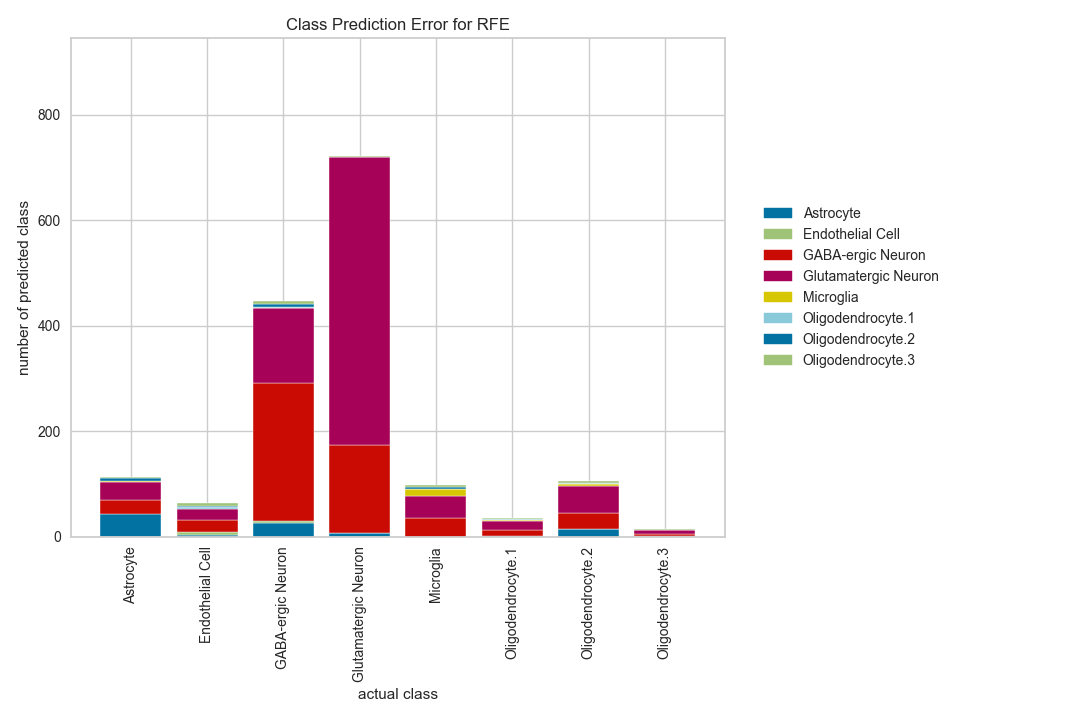 Class Prediction Error for RFE
number of predicted class
800
600
400
200
0
Astrocyte
Endothelial Cell
GABA-ergic Neuron
Glutamatergic Neuron
Microglia
Oligodendrocyte.1
Oligodendrocyte.2
Oligodendrocyte.3
actual class
Astrocyte
Endothelial Cell
GABA-ergic Neuron
Glutamatergic Neuron
Microglia
Oligodendrocyte.1
Oligodendrocyte.2
Oligodendrocyte.3